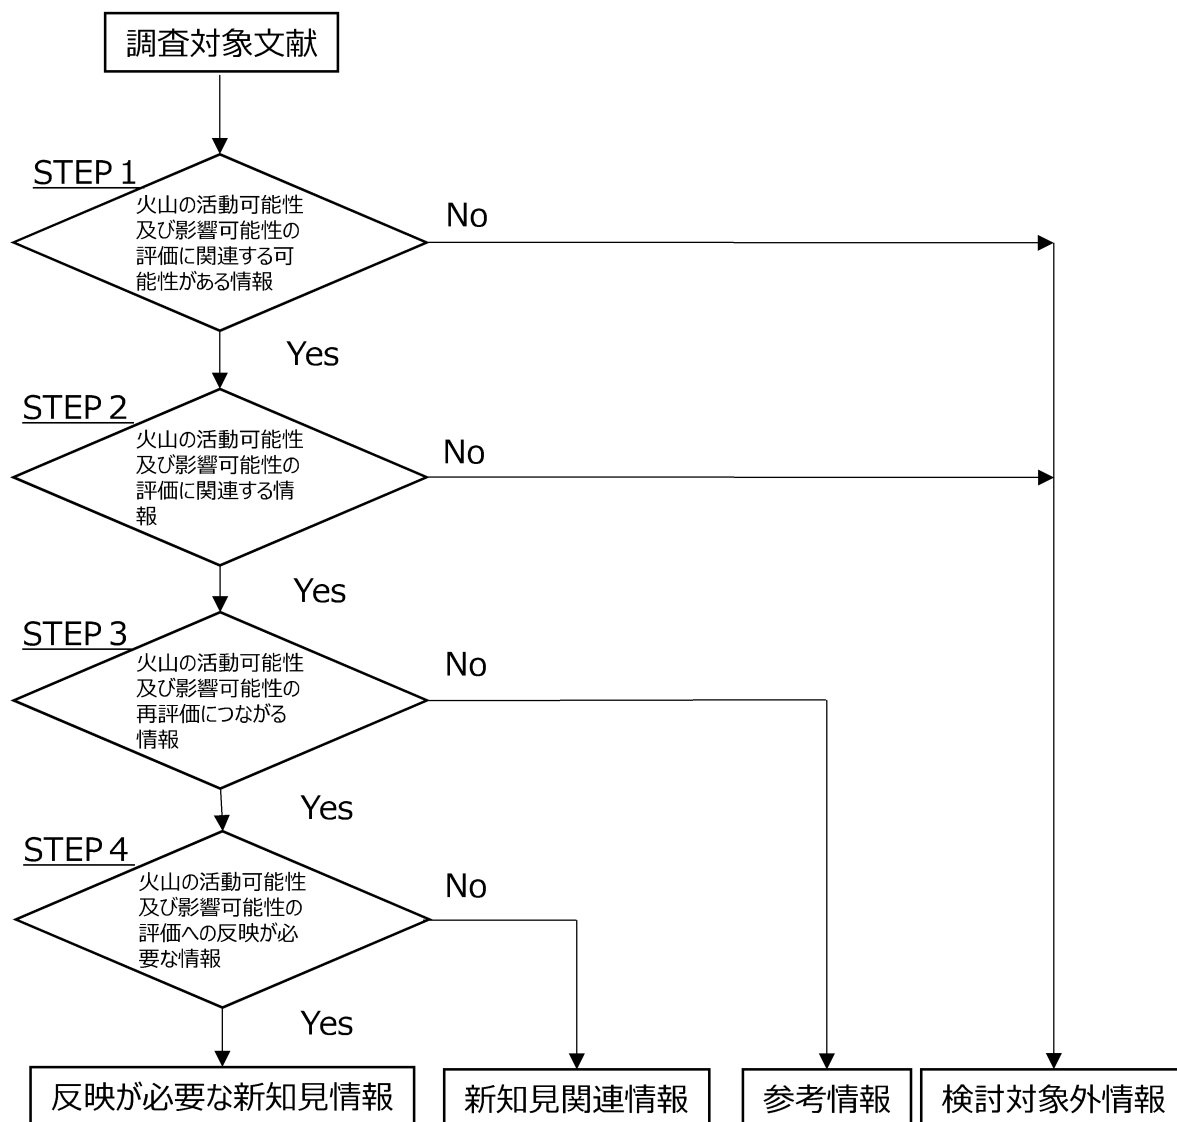 調査対象文献
STEP 1
火山の活動可能性
及び影響可能性の
評価に関連する可
能性がある情報
No
Yes
STEP 2
火山の活動可能性
及び影響可能性の
評価に関連する情
報
No
Yes
STEP 3
火山の活動可能性
及び影響可能性の
再評価につながる
情報
No
Yes
STEP 4
火山の活動可能性
及び影響可能性の
評価への反映が必
要な情報
No
Yes
反映が必要な新知見情報
新知見関連情報
参考情報
検討対象外情報